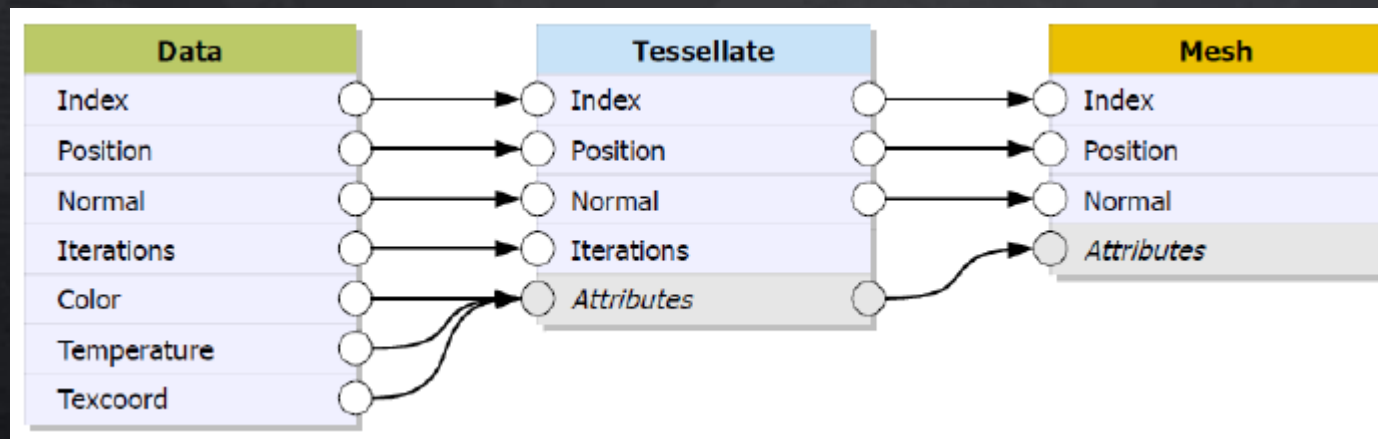 Data
Index
Position
Normal
Iterations
Color
Temperature
Texcoord
Tessellate
Index
Position
Normal
Iterations
Attributes
Mesh
Index
Position
Normal
Attributes